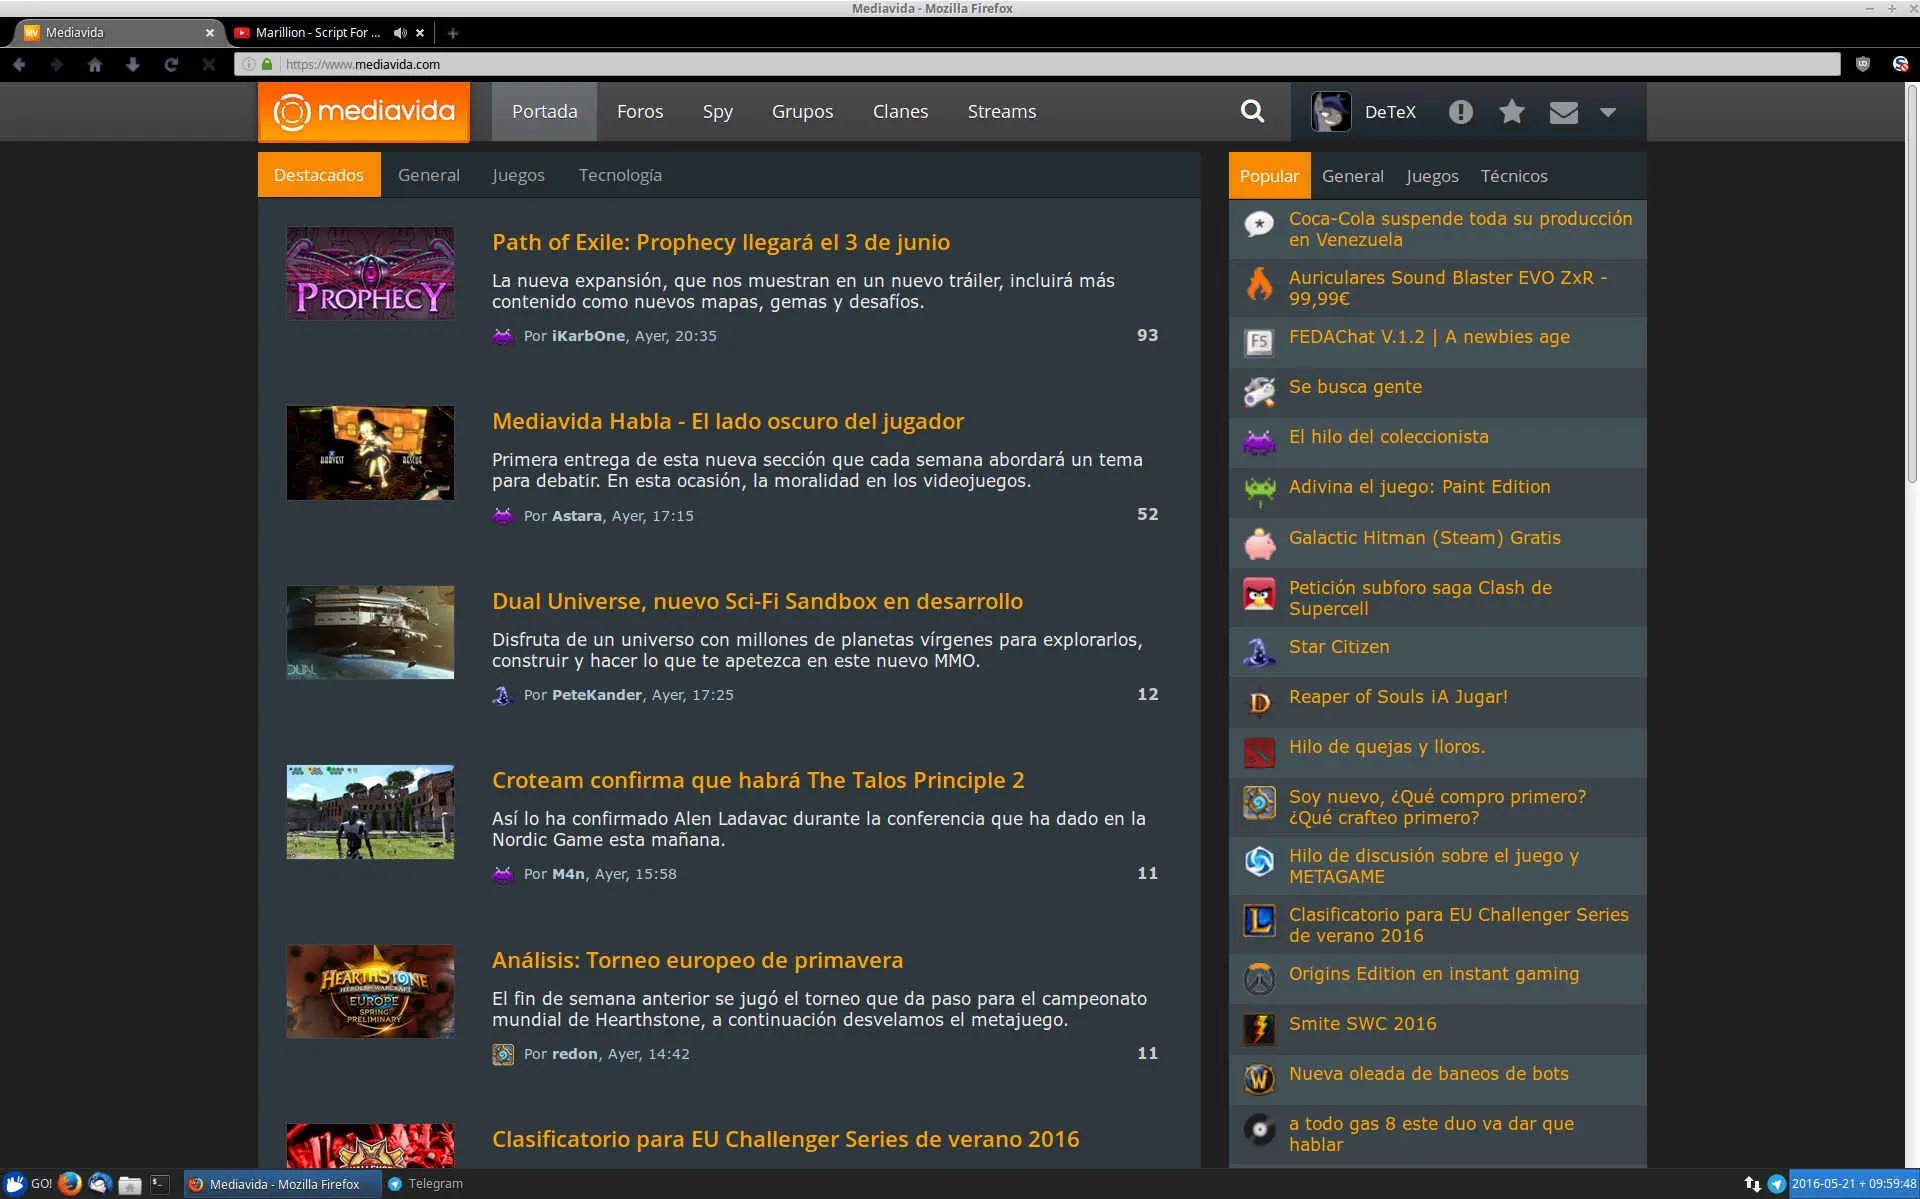 Mediavida - Mozilla Firefox
Mediavida
Marillion - Script For ...
https://www.mediavida.com
mediavida
Portada
Foros
Spy
Grupos
Clanes
Streams
DeTeX
Destacados
General
Juegos
Tecnología
Path of Exile: Prophecy llegará el 3 de junio
La nueva expansión, que nos muestran en un nuevo tráiler, incluirá más
contenido como nuevos mapas, gemas y desafíos.
Por iKarbOne, Ayer, 20:35
93
PROPHECY
Mediavida Habla - El lado oscuro del jugador
Primera entrega de esta nueva sección que cada semana abordará un tema
para debatir. En esta ocasión, la moralidad en los videojuegos.
Por Astara, Ayer, 17:15
52
HARVEST
RESCUE
Dual Universe, nuevo Sci-Fi Sandbox en desarrollo
Disfruta de un universo con millones de planetas vírgenes para explorarlos,
construir y hacer lo que te apetezca en este nuevo MMO.
Por PeteKander, Ayer, 17:25
12
DUAL
Croteam confirma que habrá The Talos Principle 2
Así lo ha confirmado Alen Ladavac durante la conferencia que ha dado en la
Nordic Game esta mañana.
Por M4n, Ayer, 15:58
11
Análisis: Torneo europeo de primavera
El fin de semana anterior se jugó el torneo que da paso para el campeonato
mundial de Hearthstone, a continuación desvelamos el metajuego.
Por redon, Ayer, 14:42
11
HEARTHSTONE
HEROES OF WARCRAFT
EUROPE
SPRING
PRELIMINARY
Clasificatorio para EU Challenger Series de verano 2016
Popular
General
Juegos
Técnicos
Coca-Cola suspende toda su producción
en Venezuela
Auriculares Sound Blaster EVO ZxR -
99,99€
F5
FEDAChat V.1.2 | A newbies age
Se busca gente
El hilo del coleccionista
Adivina el juego: Paint Edition
Galactic Hitman (Steam) Gratis
Petición subforo saga Clash de
Supercell
Star Citizen
Reaper of Souls ¡A Jugar!
Hilo de quejas y lloros.
Soy nuevo, ¿Qué compro primero?
¿Qué crafteo primero?
Hilo de discusión sobre el juego y
METAGAME
Clasificatorio para EU Challenger Series
de verano 2016
Origins Edition en instant gaming
Smite SWC 2016
Nueva oleada de baneos de bots
a todo gas 8 este duo va dar que
hablar
GO!
Mediavida - Mozilla Firefox
Telegram
2016-05-21 + 09:59:48